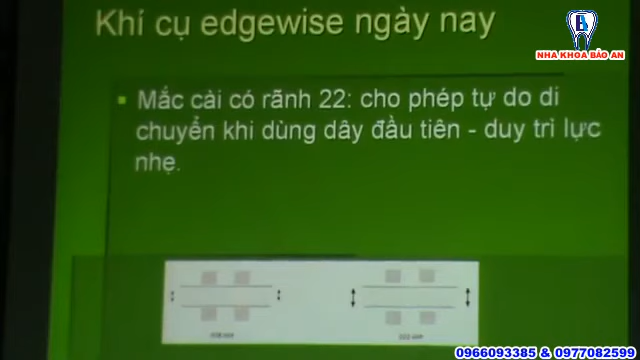 Khí cụ edgewise ngày nay
NHA KHOA BẢO AN
Mắc cài có rãnh 22: cho phép tự do di
chuyển khi dùng dây đầu tiên - duy trì lực
nhẹ.
0966093385 & 0977082599